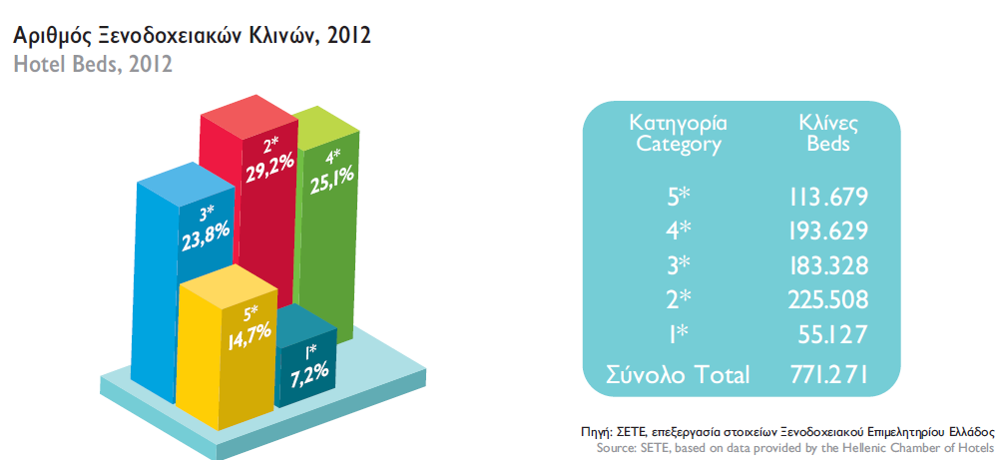 Αριθμός Ξενοδοχειακών Κλινών, 2012
Hotel Beds, 2012
2*
29,2%
4*
25,1%
3*
23,8%
5*
14,7%
1*
7,2%
Κατηγορία Κλίνες
Category Beds
5* 113.679
4* 193.629
3* 183.328
2* 225.508
1* 55.127
Σύνολο Total 771.271
Πηγή: ΣΕΤΕ, επεξεργασία στοιχείων Ξενοδοχειακού Επιμελητηρίου Ελλάδος
Source: SETE, based on data provided by the Hellenic Chamber of Hotels